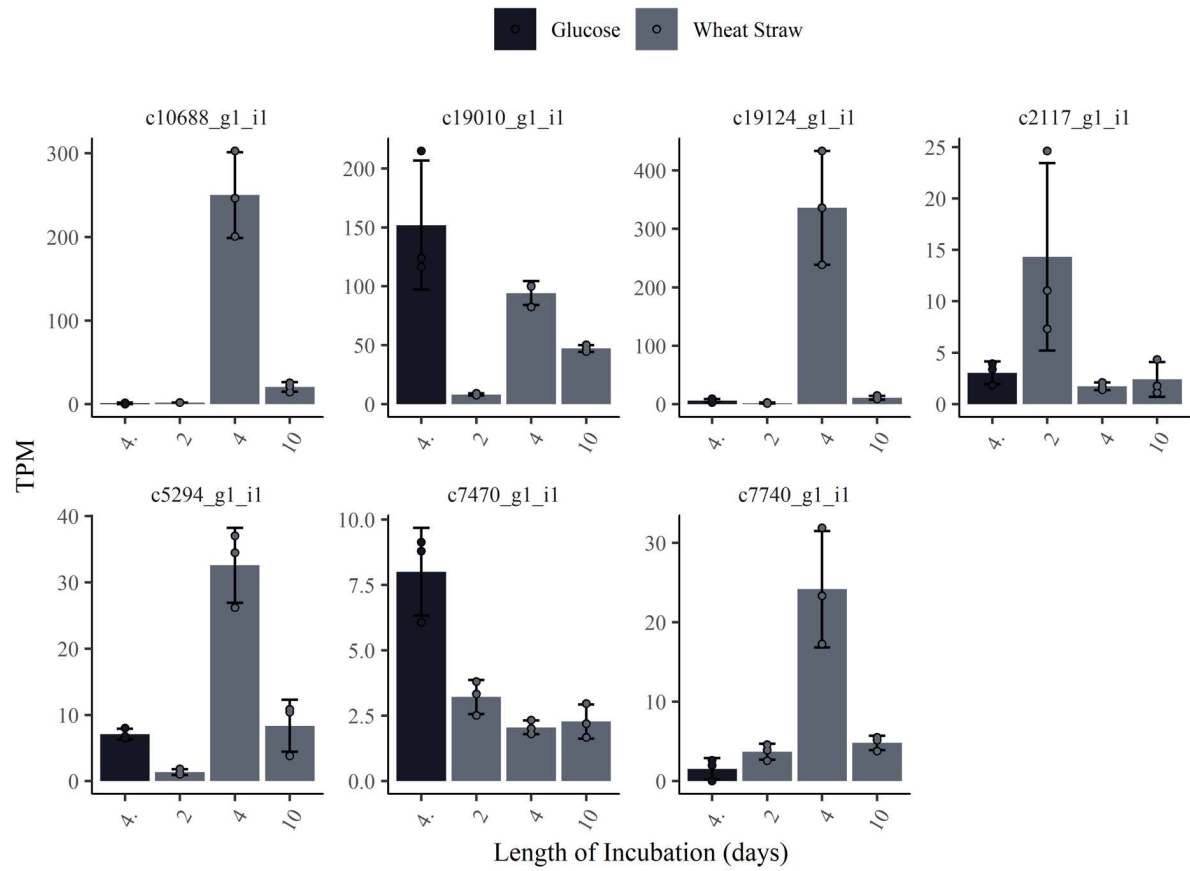 Glucose Wheat Straw
c10688_g1_i1 c19010_g1_i1 c19124_g1_i1 c2117_g1_i1
300 200 400 25
20
150 300
200 15
100 200
10
100 50 100 5
0 0 0 0
4. 2 4 10 4. 2 4 10 4. 2 4 10 4. 2 4 10
TPM
c5294_g1_i1 c7470_g1_i1 c7740_g1_i1
40 10.0
30
30 7.5
20
20 5.0
10 2.5 10
0 0.0 0
4. 2 4 10 4. 2 4 10 4. 2 4 10
Length of Incubation (days)